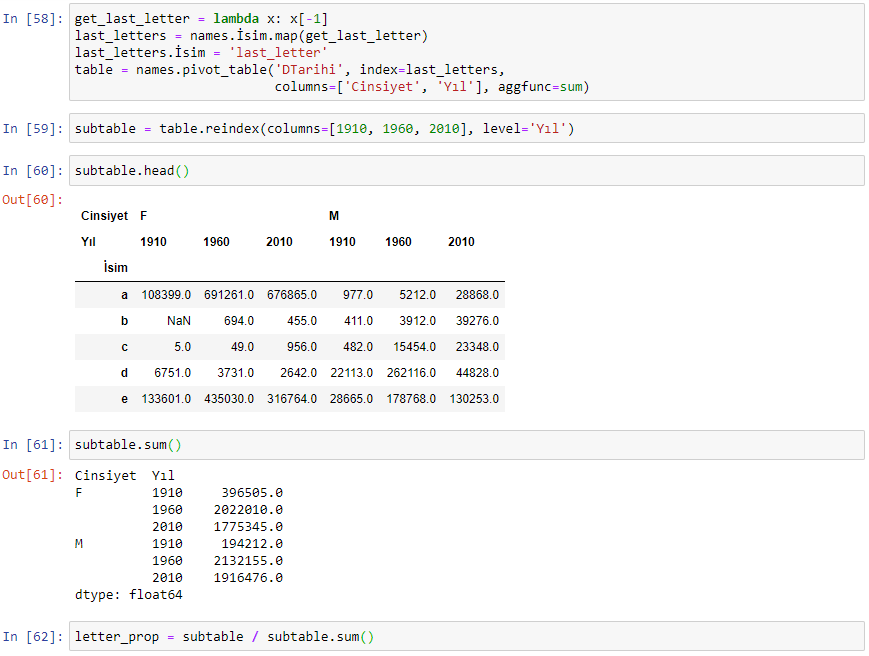 In [58]: get_last_letter = lambda x: x[-1]
last_letters = names.İsim.map(get_last_letter)
last_letters.İsim = 'last_letter'
table = names.pivot_table('DTarihi', index=last_letters,
columns=['Cinsiyet', 'Yıl'], aggfunc=sum)
In [59]: subtable = table.reindex(columns=[1910, 1960, 2010], level='Yıl')
In [60]: subtable.head()
Out[60]:
Cinsiyet F M
Yıl 1910 1960 2010 1910 1960 2010
İsim
a 108399.0 691261.0 676865.0 977.0 5212.0 28868.0
b NaN 694.0 455.0 411.0 3912.0 39276.0
c 5.0 49.0 956.0 482.0 15454.0 23348.0
d 6751.0 3731.0 2642.0 22113.0 262116.0 44828.0
e 133601.0 435030.0 316764.0 28665.0 178768.0 130253.0
In [61]: subtable.sum()
Out[61]: Cinsiyet Yıl
F 1910 396505.0
1960 2022010.0
2010 1775345.0
M 1910 194212.0
1960 2132155.0
2010 1916476.0
dtype: float64
In [62]: letter_prop = subtable / subtable.sum()